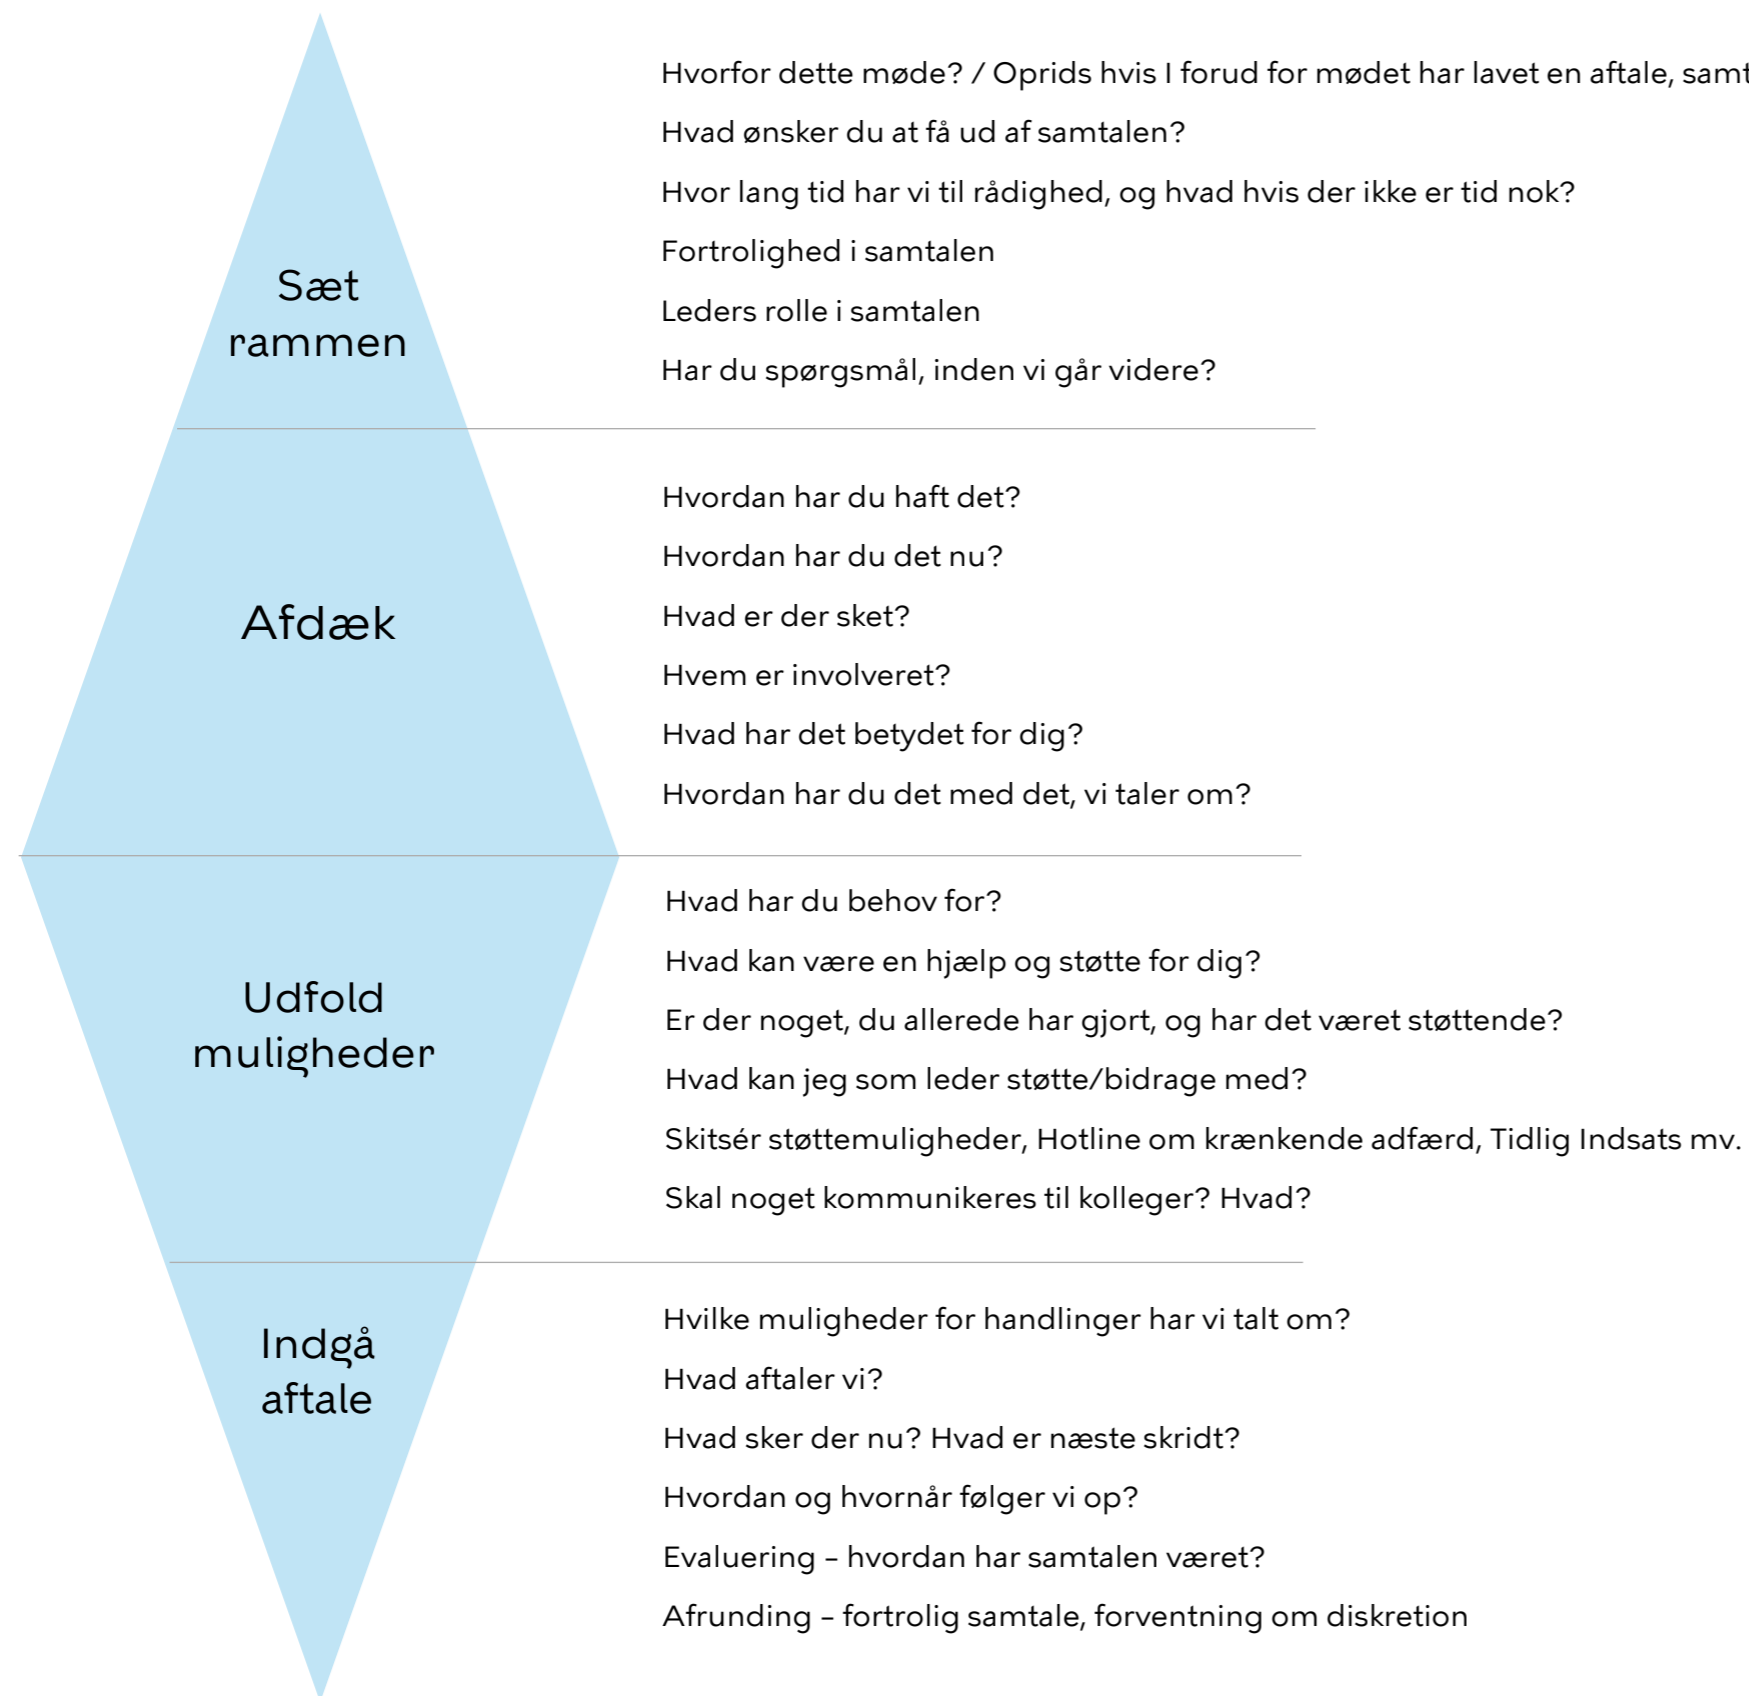 Hvorfor dette møde? / Oprids hvis I forud for mødet har lavet en aftale, samt
Hvad ønsker du at få ud af samtalen?
Hvor lang tid har vi til rådighed, og hvad hvis der ikke er tid nok?
Fortrolighed i samtalen
Leders rolle i samtalen
Har du spørgsmål, inden vi går videre?
Sæt
rammen
Hvordan har du haft det?
Hvordan har du det nu?
Hvad er der sket?
Hvem er involveret?
Hvad har det betydet for dig?
Hvordan har du det med det, vi taler om?
Afdæk
Hvad har du behov for?
Hvad kan være en hjælp og støtte for dig?
Er der noget, du allerede har gjort, og har det været støttende?
Hvad kan jeg som leder støtte/bidrage med?
Skitsér støttemuligheder, Hotline om krænkende adfærd, Tidlig Indsats mv.
Skal noget kommunikeres til kolleger? Hvad?
Udfold
muligheder
Hvilke muligheder for handlinger har vi talt om?
Hvad aftaler vi?
Hvad sker der nu? Hvad er næste skridt?
Hvordan og hvornår følger vi op?
Evaluering – hvordan har samtalen været?
Afrunding – fortrolig samtale, forventning om diskretion
Indgå
aftale